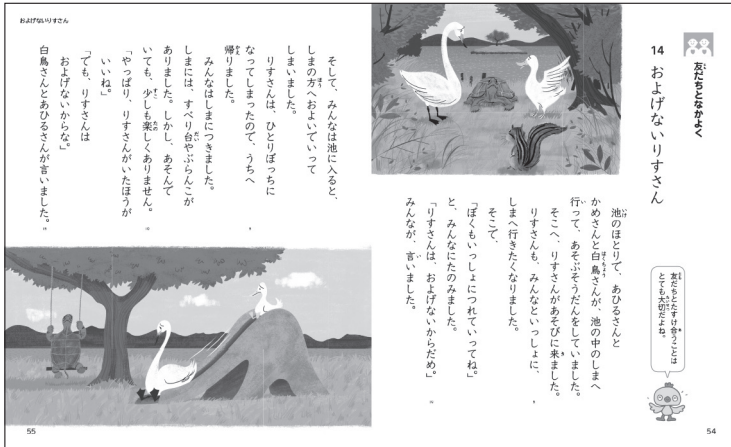 友だちとなかよく
14 およげないりすさん
友だちとたすけ合うことは
とても大切だよね。
池のほとりで、あひるさんと
かめさんと白鳥さんが、池の中のしまへ
行って、あそぶそうだんをしていました。
そこへ、りすさんがあそびに来ました。
りすさんも、みんなといっしょに、
しまへ行きたくなりました。
そこで、
「ぼくもいっしょにつれていってね。」
と、みんなにたのみました。
「りすさんは、およげないからだめ。」
みんなが、言いました。
54
およげないりすさん
そして、みんなは池に入ると、
しまの方へおよいでいって
しまいました。
りすさんは、ひとりぼっちに
なってしまったので、うちへ
帰りました。
みんなはしまにつきました。
しまには、すべり台やぶらんこが
ありました。しかし、あそんで
いても、少しも楽しくありません。
「やっぱり、りすさんがいたほうが
いいね。」
「でも、りすさんは
およげないからな。」
白鳥さんとあひるさんが言いました。
55